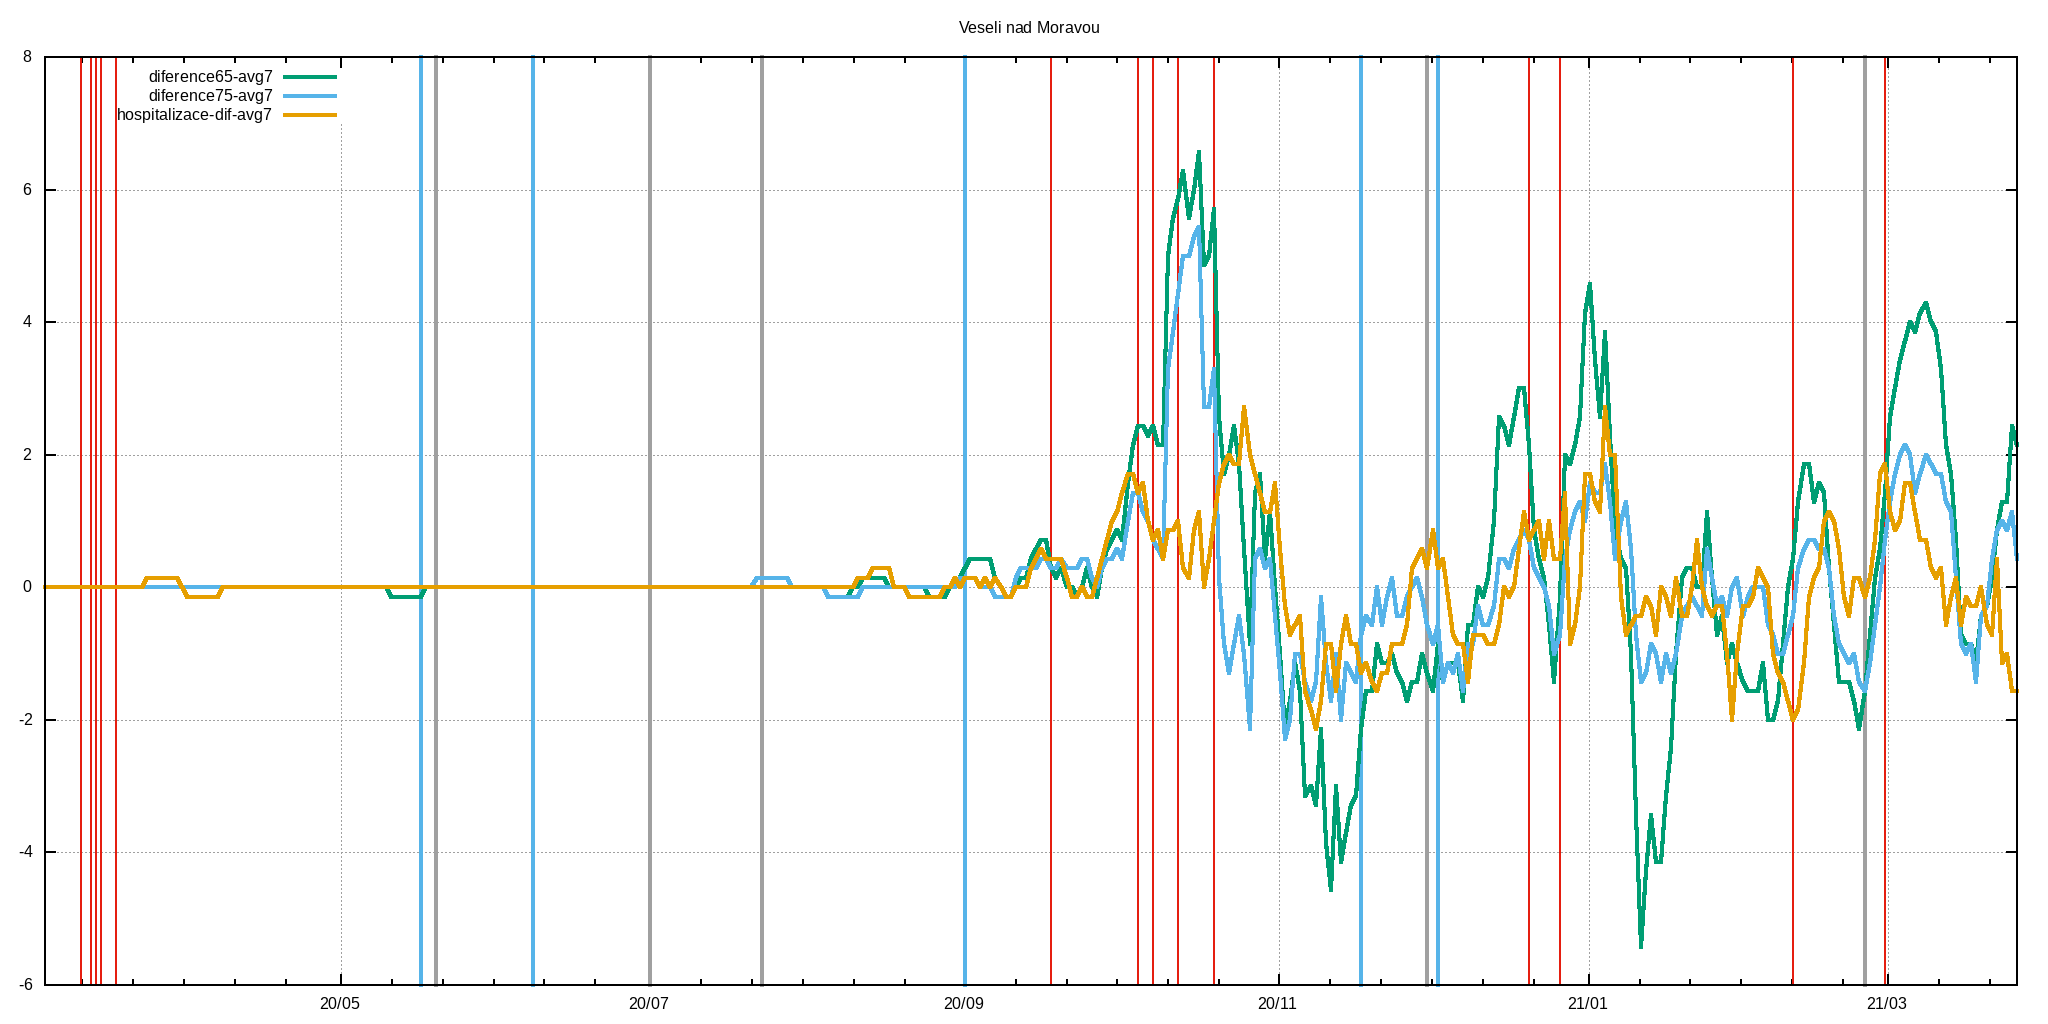 Veseli nad Moravou
diference65-avg7
diference75-avg7
hospitalizace-dif-avg7
8
6
4
2
0
-2
-4
-6
20/05 20/07 20/09 20/11 21/01 21/03